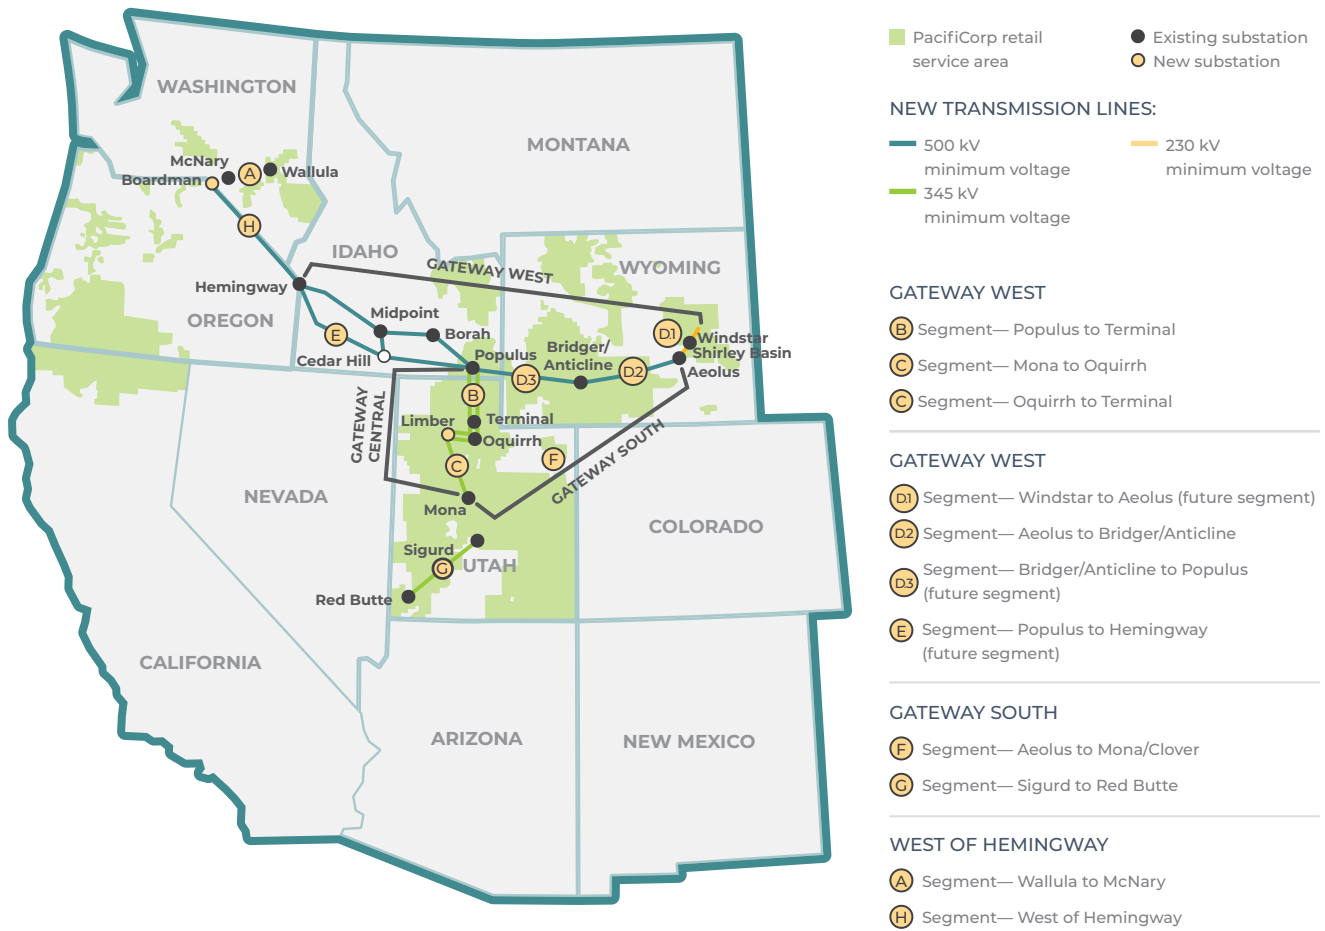 WASHINGTON
MONTANA
McNary
A
Wallula
Boardman
H
IDAHO
GATEWAY WEST
WYOMING
Hemingway
OREGON
Midpoint
E
Borah
D.1
Windstar
Cedar Hill
Populus
Bridger/
Anticline
Shirley Basin
D.2
Aeolus
D.3
B
GATEWAY
CENTRAL
Limber
Terminal
Oquirrh
C
F
GATEWAY SOUTH
NEVADA
Mona
COLORADO
Sigurd
G
UTAH
Red Butte
CALIFORNIA
ARIZONA
NEW MEXICO
PacifiCorp retail
service area
Existing substation
New substation
NEW TRANSMISSION LINES:
500 kV
minimum voltage
230 kV
minimum voltage
345 kV
minimum voltage
GATEWAY WEST
B Segment— Populus to Terminal
C Segment— Mona to Oquirrh
C Segment— Oquirrh to Terminal
GATEWAY WEST
D.1 Segment— Windstar to Aeolus (future segment)
D.2 Segment— Aeolus to Bridger/Anticline
D.3 Segment— Bridger/Anticline to Populus
(future segment)
E Segment— Populus to Hemingway
(future segment)
GATEWAY SOUTH
F Segment— Aeolus to Mona/Clover
G Segment— Sigurd to Red Butte
WEST OF HEMINGWAY
A Segment— Wallula to McNary
H Segment— West of Hemingway